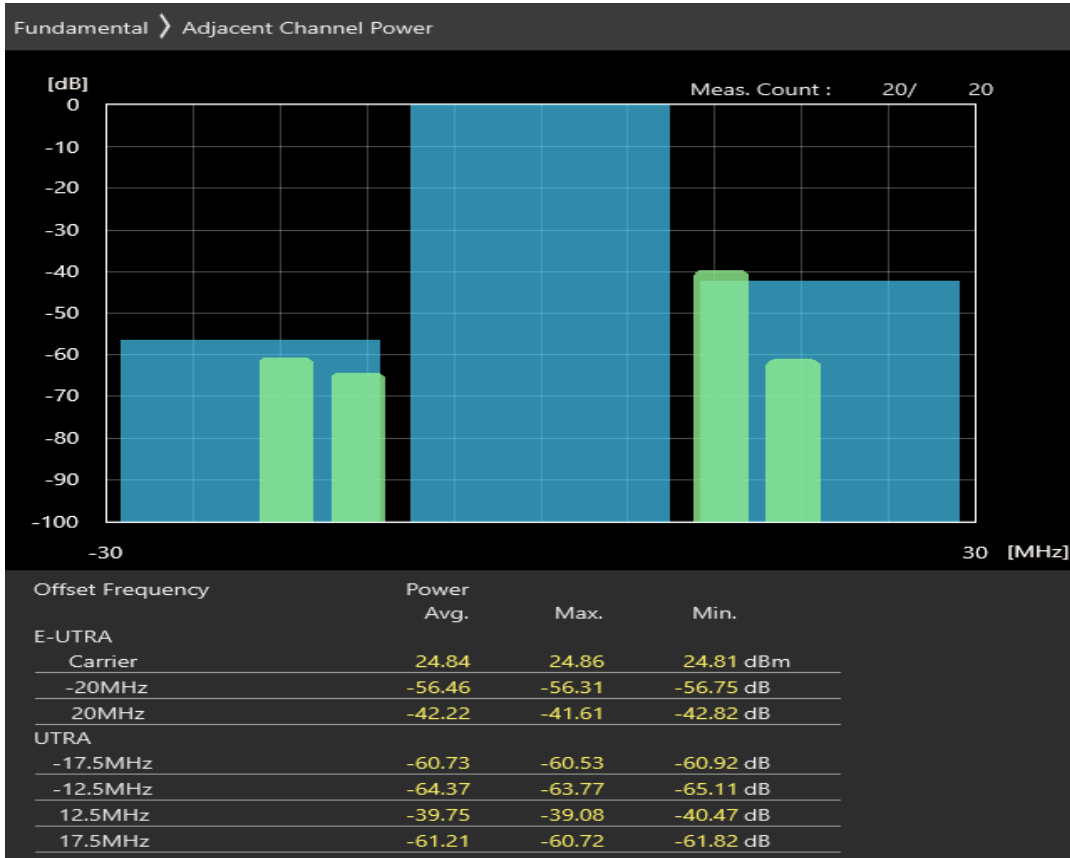 Fundamental 〉 Adjacent Channel Power
[dB]
Meas. Count : 20/ 20
0
-10
-20
-30
-40
-50
-60
-70
-80
-90
-100
-30 30 [MHz]
Offset Frequency Power
Avg. Max. Min.
E-UTRA
Carrier 24.84 24.86 24.81 dBm
-20MHz -56.46 -56.31 -56.75 dB
20MHz -42.22 -41.61 -42.82 dB
UTRA
-17.5MHz -60.73 -60.53 -60.92 dB
-12.5MHz -64.37 -63.77 -65.11 dB
12.5MHz -39.75 -39.08 -40.47 dB
17.5MHz -61.21 -60.72 -61.82 dB